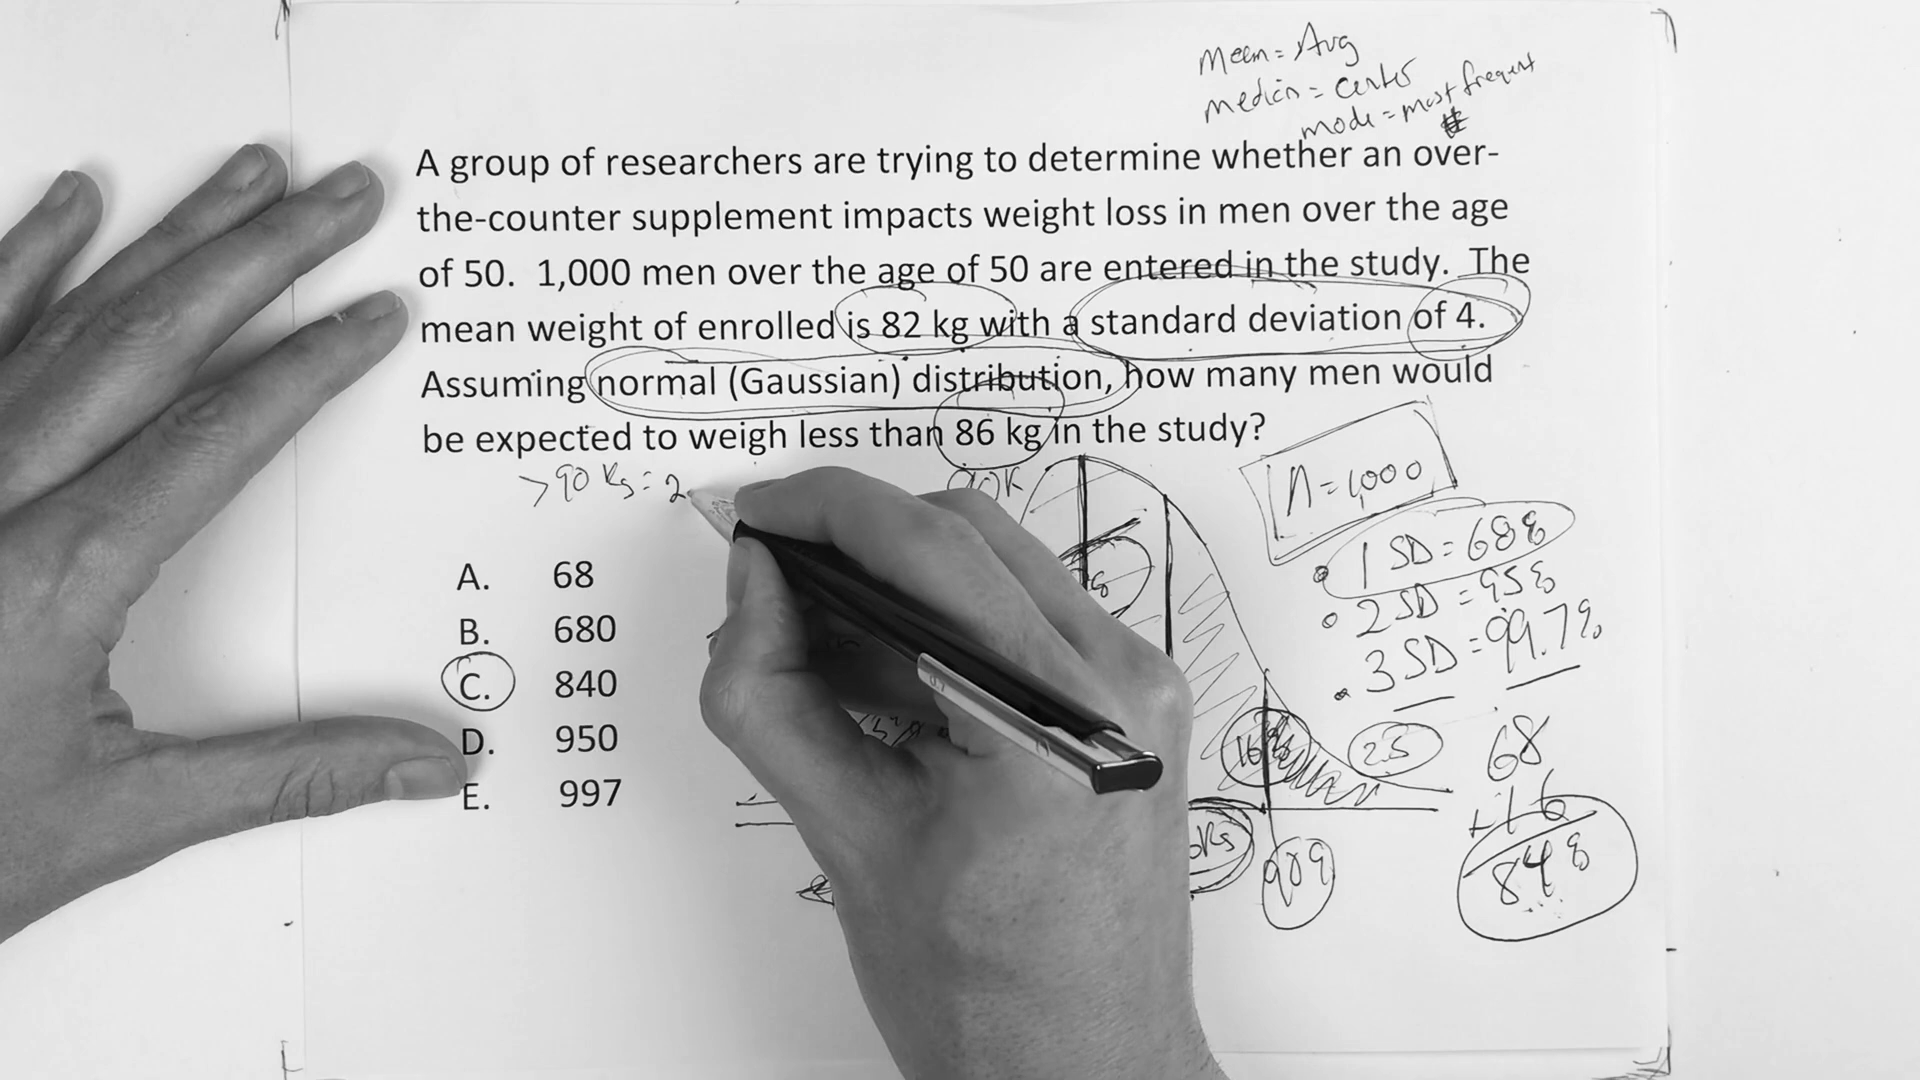 Mean = Avg
median = center
mode = most frequent #
A group of researchers are trying to determine whether an over-
the-counter supplement impacts weight loss in men over the age
of 50. 1,000 men over the age of 50 are entered in the study. The
mean weight of enrolled is 82 kg with a standard deviation of 4.
Assuming normal (Gaussian) distribution, how many men would
be expected to weigh less than 86 kg in the study?
>90 Kg = 2
n = 1,000
1 SD = 68%
2 SD = 95%
3 SD = 99.7%
A. 68
B. 680
C. 840
D. 950
E. 997
16%
2.5
68
+16
84%
0.7